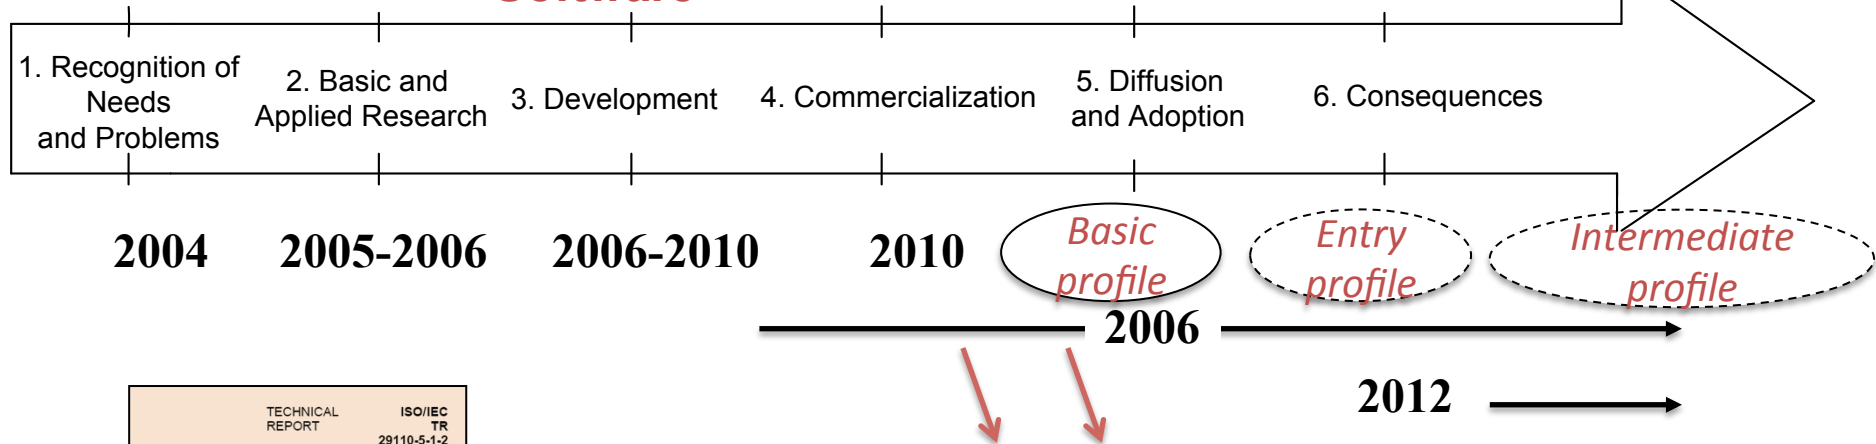 Software
1. Recognition of
Needs
and Problems
2. Basic and
Applied Research
3. Development
4. Commercialization
5. Diffusion
and Adoption
6. Consequences
2004
2005-2006
2006-2010
2010
Basic
profile
Entry
profile
Intermediate
profile
2006
2012
TECHNICAL
REPORT
ISO/IEC
TR
29110-5-1-2